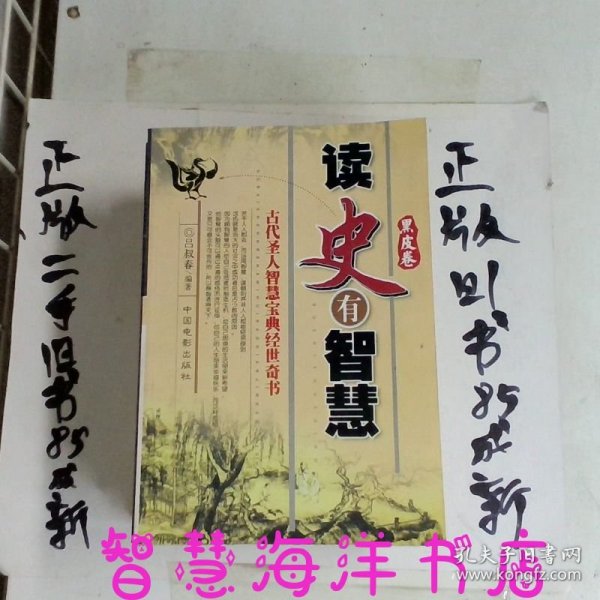 读史有智慧
黑皮卷
古代圣人智慧宝典经世奇书
◎吕叔春 编著
中国电影出版社
正版二手旧书85成新
正版旧书85成新
智慧海洋书店
孔夫子旧书网
www.kongfz.com